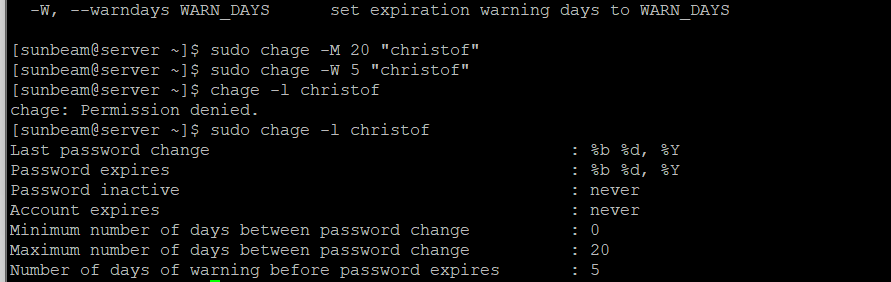 -W, --warndays WARN_DAYS      set expiration warning days to WARN_DAYS
[sunbeam@server ~]$ sudo chage -M 20 "christof"
[sunbeam@server ~]$ sudo chage -W 5 "christof"
[sunbeam@server ~]$ chage -l christof
chage: Permission denied.
[sunbeam@server ~]$ sudo chage -l christof
Last password change                                    : %b %d, %Y
Password expires                                        : %b %d, %Y
Password inactive                                       : never
Account expires                                         : never
Minimum number of days between password change          : 0
Maximum number of days between password change          : 20
Number of days of warning before password expires       : 5